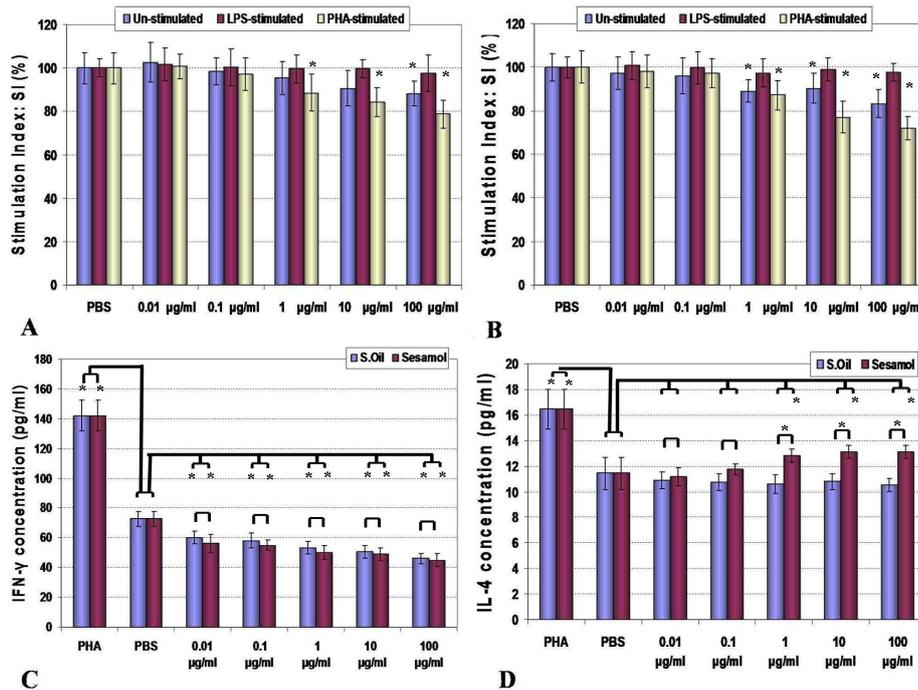 Un-stimulated LPS-stimulated PHA-stimulated
Stimulation Index: SI (%)
120
100
80
60
40
20
0
* * * *
PBS 0.01 µg/ml 0.1 µg/ml 1 µg/ml 10 µg/ml 100 µg/ml
A
Un-stimulated LPS-stimulated PHA-stimulated
Stimulation Index: SI (%)
120
100
80
60
40
20
0
* * * * * *
PBS 0.01 µg/ml 0.1 µg/ml 1 µg/ml 10 µg/ml 100 µg/ml
B
S.Oil Sesamol
IFN-γ concentration (pg/ml)
180
160
140
120
100
80
60
40
20
0
* * * * * * * * * * * *
PHA PBS 0.01 µg/ml 0.1 µg/ml 1 µg/ml 10 µg/ml 100 µg/ml
C
S.Oil Sesamol
IL-4 concentration (pg/ml)
20
18
16
14
12
10
8
6
4
2
0
* * * * *
* * *
PHA PBS 0.01 µg/ml 0.1 µg/ml 1 µg/ml 10 µg/ml 100 µg/ml
D